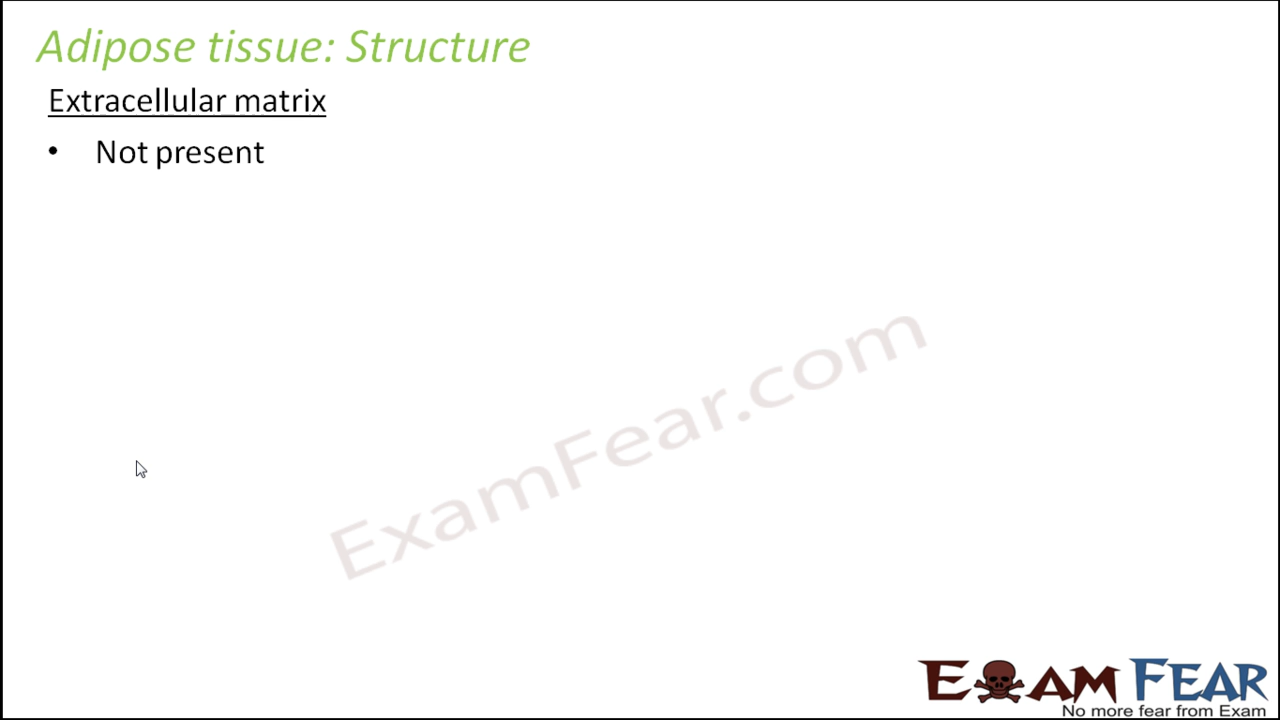 Adipose tissue: Structure
Extracellular matrix
• Not present
ExamFear.com
EXAM FEAR
No more fear from Exam